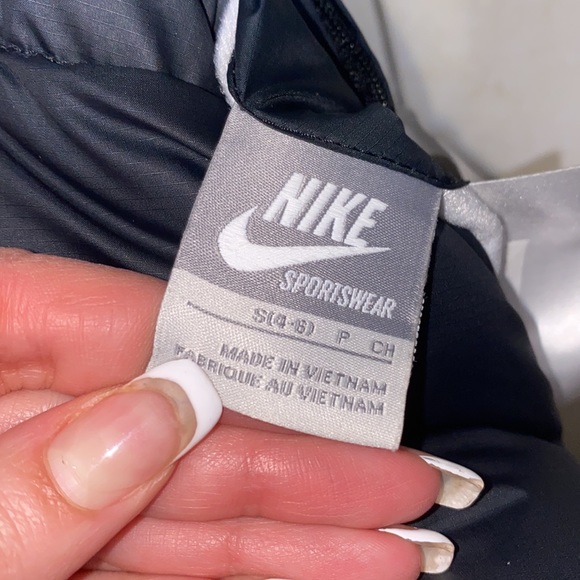 NIKE
SPORTSWEAR
S(4-6) P CH
MADE IN VIETNAM
FABRIQUE AU VIETNAM